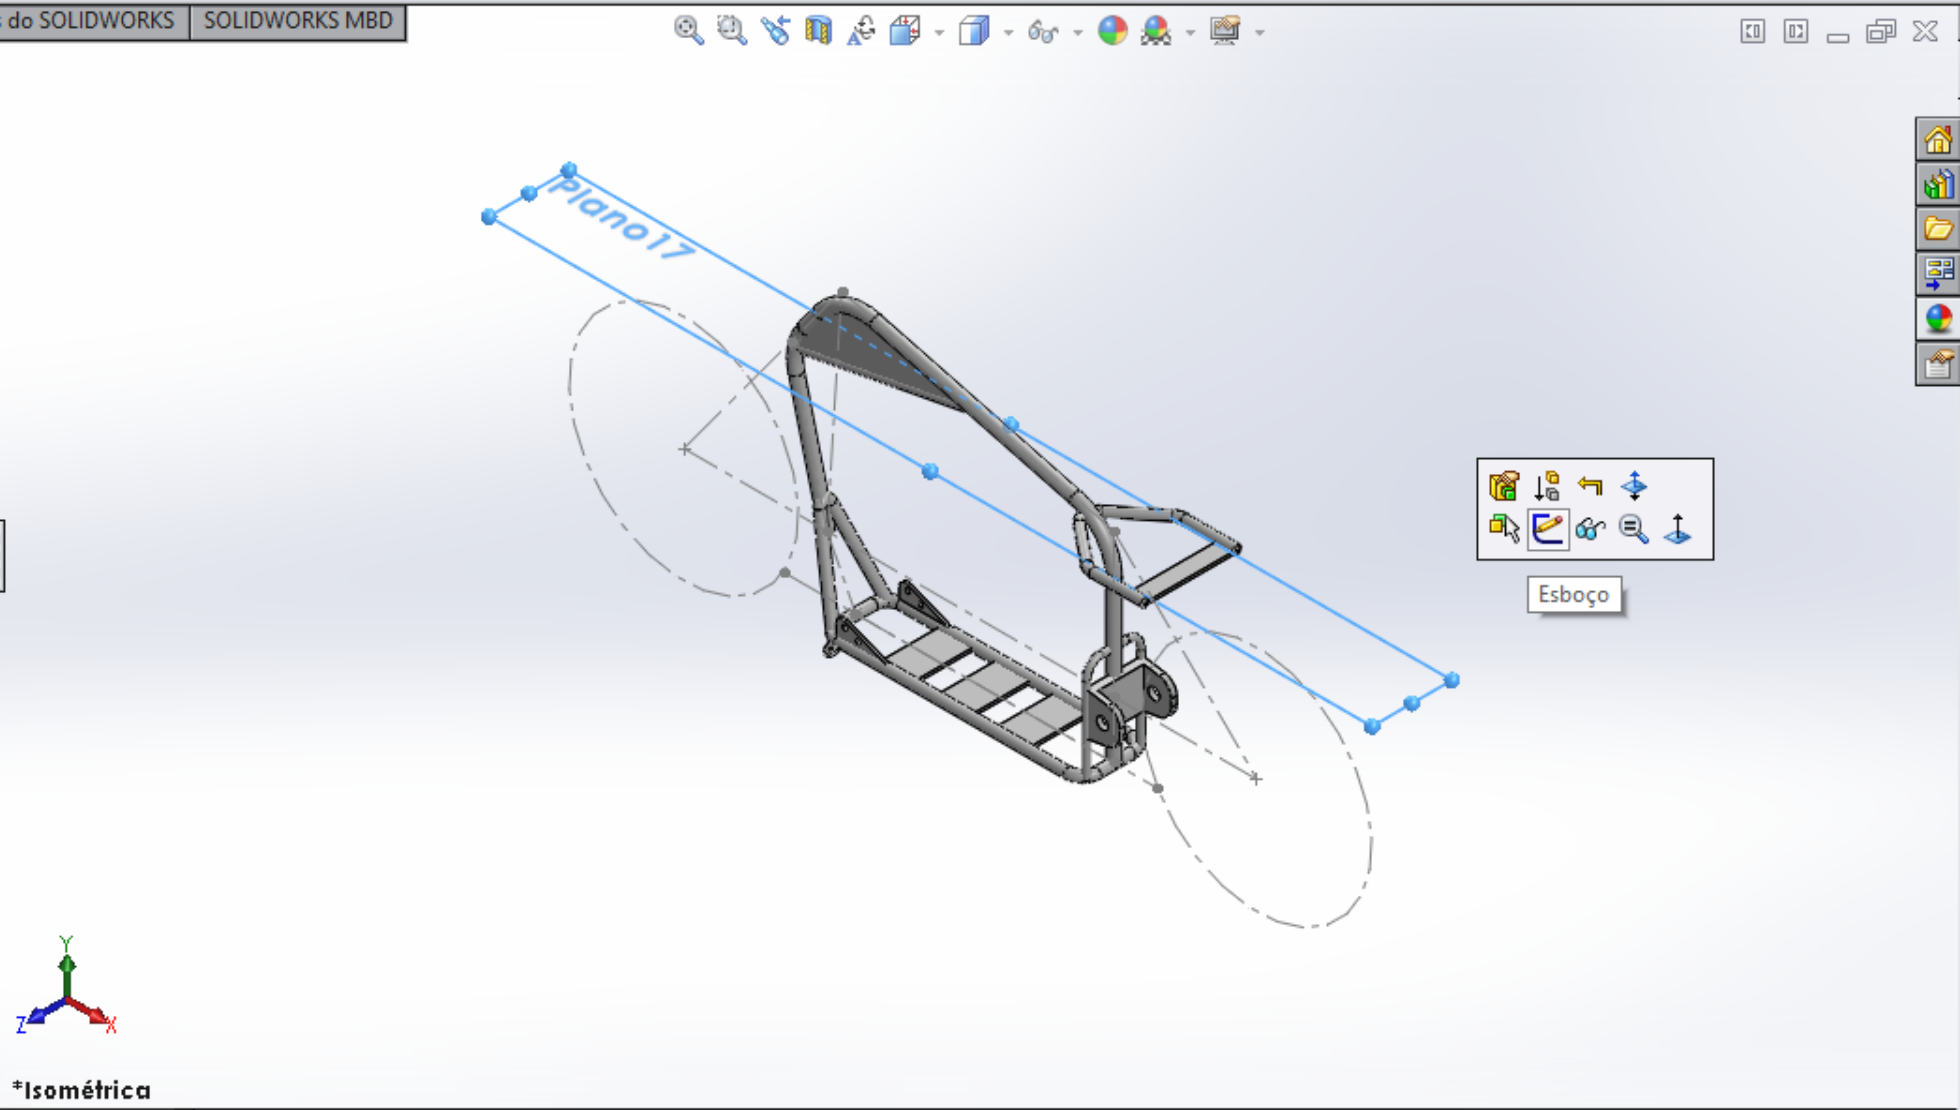 s do SOLIDWORKS
SOLIDWORKS MBD
Plano17
Esboço
Y
Z
X
*Isométrica